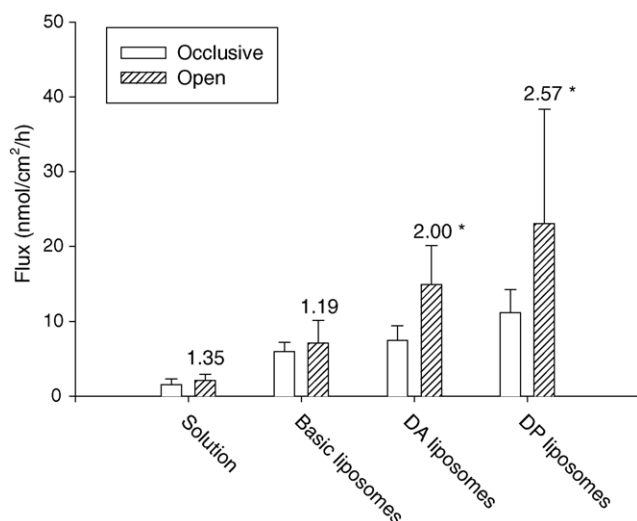 50
40
30
20
10
0
Flux (nmol/cm²/h)
Occlusive
Open
1.35
1.19
2.00 *
2.57 *
Solution
Basic liposomes
DA liposomes
DP liposomes